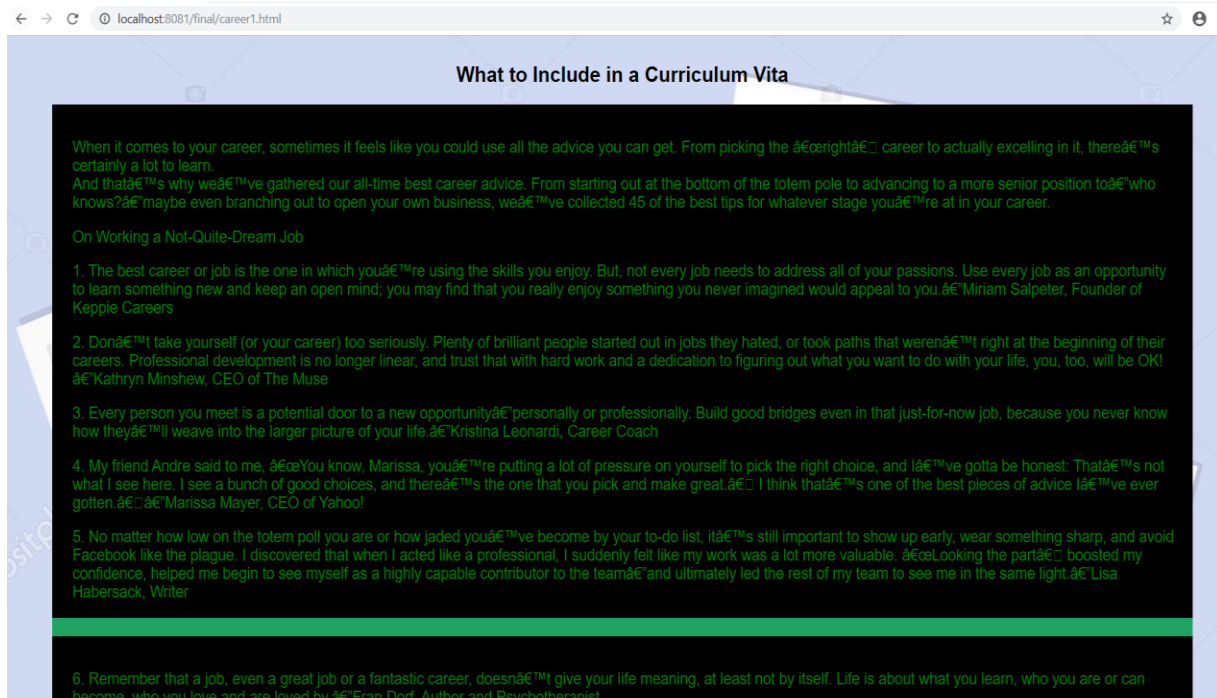 localhost:8081/final/career1.html
What to Include in a Curriculum Vita
When it comes to your career, sometimes it feels like you could use all the advice you can get. From picking the â€œrightâ€□ career to actually excelling in it, thereâ€™s
certainly a lot to learn.
And thatâ€™s why weâ€™ve gathered our all-time best career advice. From starting out at the bottom of the totem pole to advancing to a more senior position toâ€”who
knows?â€”maybe even branching out to open your own business, weâ€™ve collected 45 of the best tips for whatever stage youâ€™re at in your career.
On Working a Not-Quite-Dream Job
1. The best career or job is the one in which youâ€™re using the skills you enjoy. But, not every job needs to address all of your passions. Use every job as an opportunity
to learn something new and keep an open mind; you may find that you really enjoy something you never imagined would appeal to you.â€”Miriam Salpeter, Founder of
Keppie Careers
2. Donâ€™t take yourself (or your career) too seriously. Plenty of brilliant people started out in jobs they hated, or took paths that werenâ€™t right at the beginning of their
careers. Professional development is no longer linear, and trust that with hard work and a dedication to figuring out what you want to do with your life, you, too, will be OK!
â€”Kathryn Minshew, CEO of The Muse
3. Every person you meet is a potential door to a new opportunityâ€”personally or professionally. Build good bridges even in that just-for-now job, because you never know
how theyâ€™ll weave into the larger picture of your life.â€”Kristina Leonardi, Career Coach
4. My friend Andre said to me, â€œYou know, Marissa, youâ€™re putting a lot of pressure on yourself to pick the right choice, and Iâ€™ve gotta be honest: Thatâ€™s not
what I see here. I see a bunch of good choices, and thereâ€™s the one that you pick and make great.â€□ I think thatâ€™s one of the best pieces of advice Iâ€™ve ever
gotten.â€□â€”Marissa Mayer, CEO of Yahoo!
5. No matter how low on the totem poll you are or how jaded youâ€™ve become by your to-do list, itâ€™s still important to show up early, wear something sharp, and avoid
Facebook like the plague. I discovered that when I acted like a professional, I suddenly felt like my work was a lot more valuable. â€œLooking the partâ€□ boosted my
confidence, helped me begin to see myself as a highly capable contributor to the teamâ€”and ultimately led the rest of my team to see me in the same light.â€”Lisa
Habersack, Writer
6. Remember that a job, even a great job or a fantastic career, doesnâ€™t give your life meaning, at least not by itself. Life is about what you learn, who you are or can
become, who you love and are loved by.â€”Fran Dorf, Author and Psychotherapist